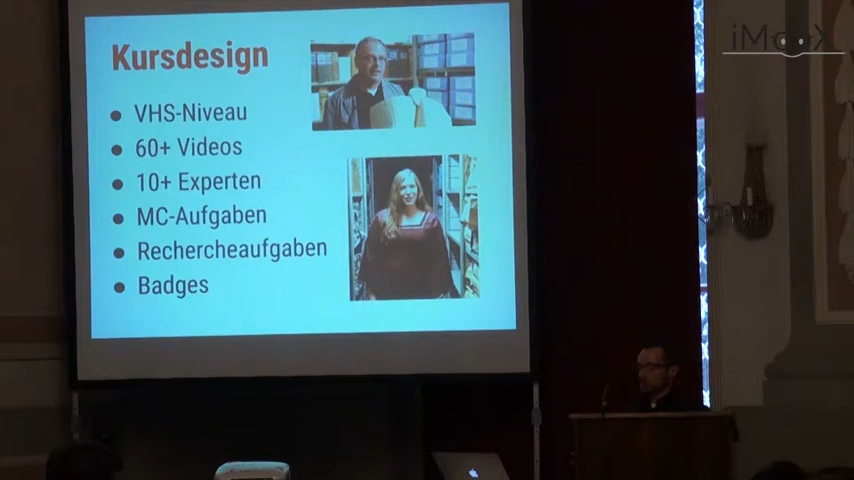 Kursdesign
● VHS-Niveau
● 60+ Videos
● 10+ Experten
● MC-Aufgaben
● Rechercheaufgaben
● Badges
iMooX